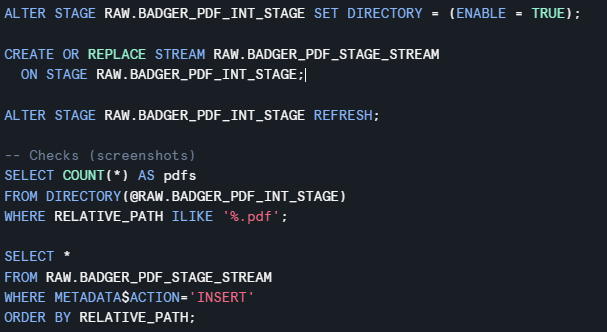 ALTER STAGE RAW.BADGER_PDF_INT_STAGE SET DIRECTORY = (ENABLE = TRUE);
CREATE OR REPLACE STREAM RAW.BADGER_PDF_STAGE_STREAM
ON STAGE RAW.BADGER_PDF_INT_STAGE;
ALTER STAGE RAW.BADGER_PDF_INT_STAGE REFRESH;
-- Checks (screenshots)
SELECT COUNT(*) AS pdfs
FROM DIRECTORY(@RAW.BADGER_PDF_INT_STAGE)
WHERE RELATIVE_PATH ILIKE '%.pdf';
SELECT *
FROM RAW.BADGER_PDF_STAGE_STREAM
WHERE METADATA$ACTION='INSERT'
ORDER BY RELATIVE_PATH;